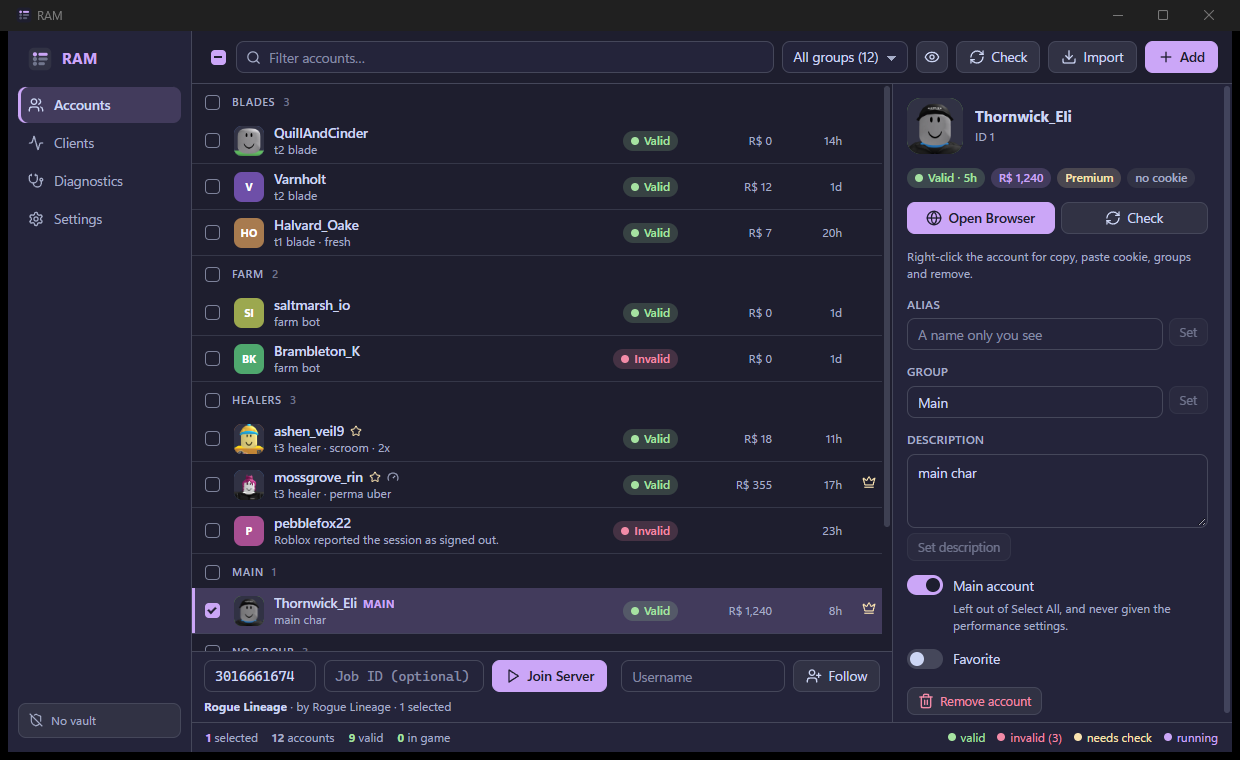 RAM
RAM
Accounts
Clients
Diagnostics
Settings
No vault
Filter accounts...
All groups (12)
Check
Import
Add
BLADES 3
QuillAndCinder
t2 blade
Valid
R$ 0
14h
V
Varnholt
t2 blade
Valid
R$ 12
1d
HO
Halvard_Oake
t1 blade · fresh
Valid
R$ 7
20h
FARM 2
SI
saltmarsh_io
farm bot
Valid
R$ 0
1d
BK
Brambleton_K
farm bot
Invalid
R$ 0
1d
HEALERS 3
ashen_veil9
t3 healer · scroom · 2x
Valid
R$ 18
11h
mossgrove_rin
t3 healer · perma uber
Valid
R$ 355
17h
P
pebblefox22
Roblox reported the session as signed out.
Invalid
23h
MAIN 1
Thornwick_Eli MAIN
main char
Valid
R$ 1,240
8h
3016661674
Job ID (optional)
Join Server
Username
Follow
Rogue Lineage · by Rogue Lineage · 1 selected
1 selected 12 accounts 9 valid 0 in game
Thornwick_Eli
ID 1
Valid · 5h
R$ 1,240
Premium
no cookie
Open Browser
Check
Right-click the account for copy, paste cookie, groups
and remove.
ALIAS
A name only you see
Set
GROUP
Main
Set
DESCRIPTION
main char
Set description
Main account
Left out of Select All, and never given the
performance settings.
Favorite
Remove account
valid invalid (3) needs check running